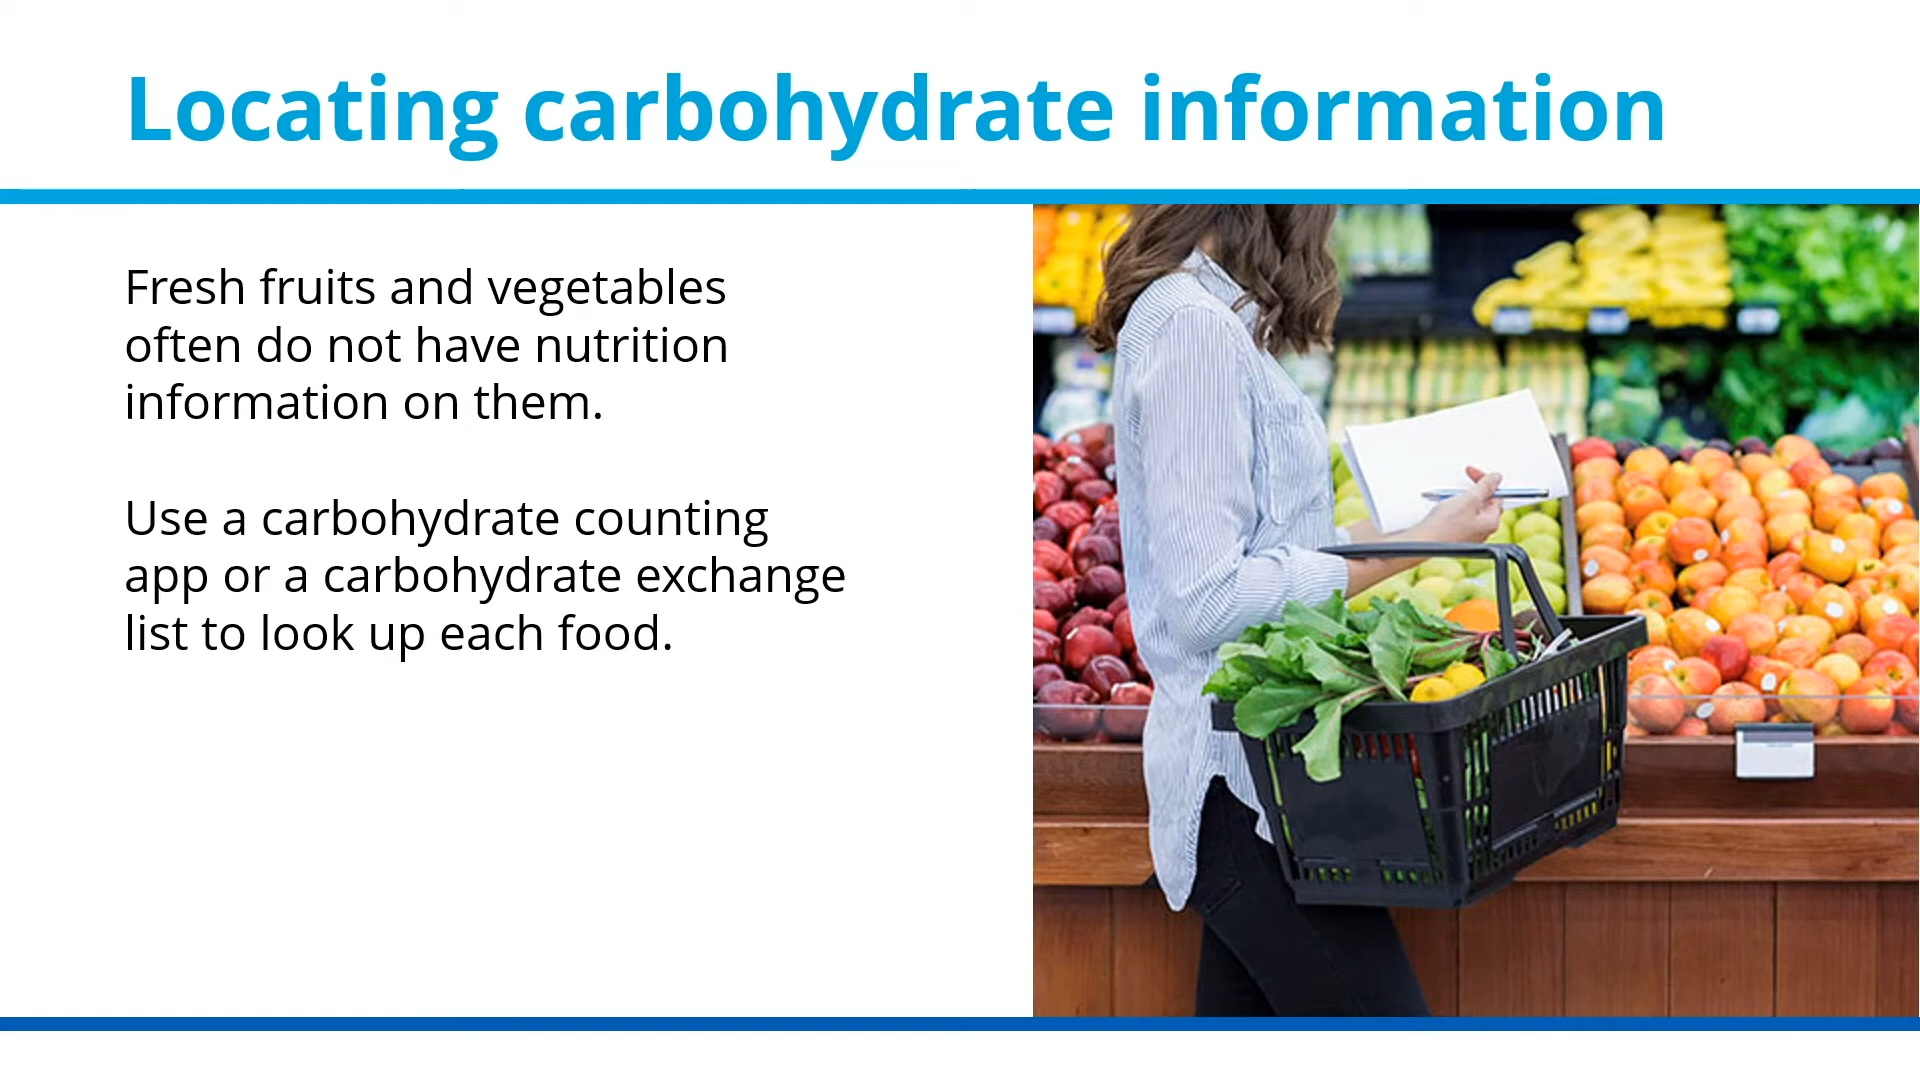 Locating carbohydrate information
Fresh fruits and vegetables
often do not have nutrition
information on them.
Use a carbohydrate counting
app or a carbohydrate exchange
list to look up each food.